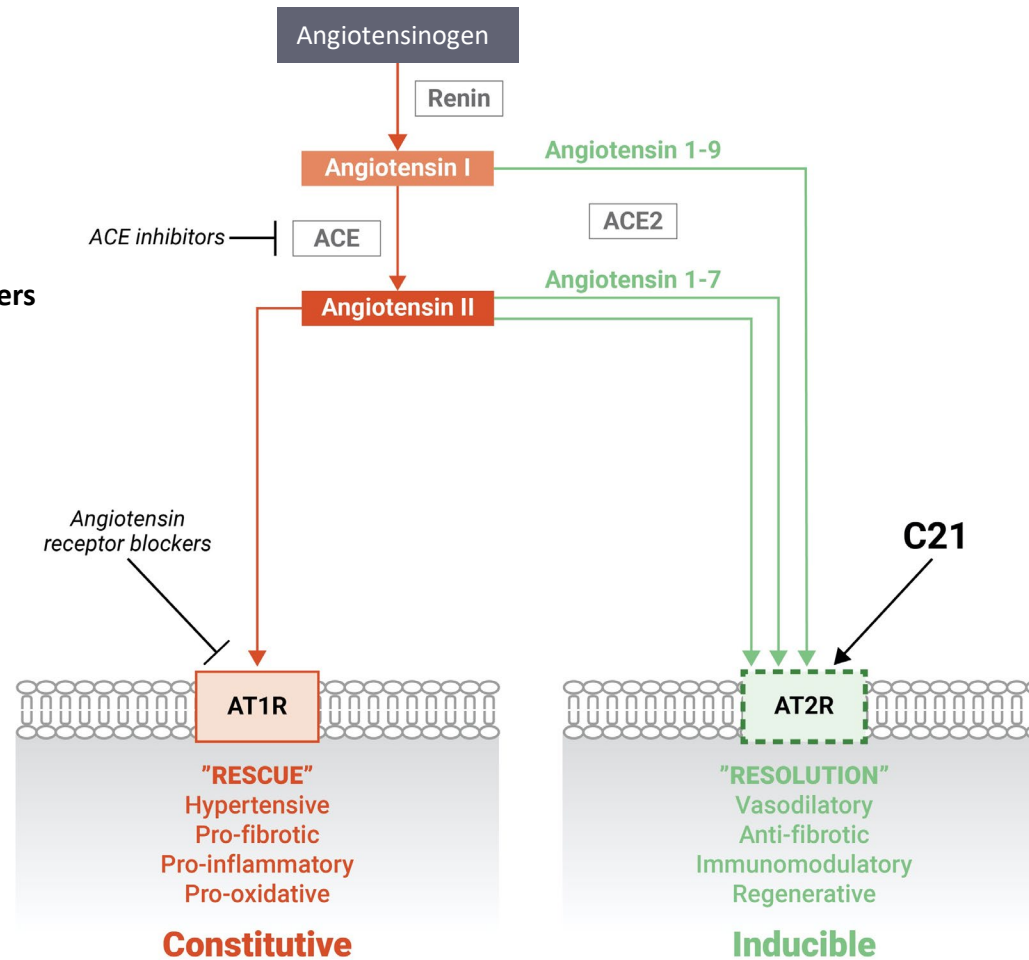 Angiotensinogen
Renin
Angiotensin I
Angiotensin 1-9
ACE inhibitors
ACE
ACE2
ers
Angiotensin II
Angiotensin 1-7
Angiotensin
receptor blockers
C21
AT1R
AT2R
”RESCUE”
Hypertensive
Pro-fibrotic
Pro-inflammatory
Pro-oxidative
Constitutive
”RESOLUTION”
Vasodilatory
Anti-fibrotic
Immunomodulatory
Regenerative
Inducible